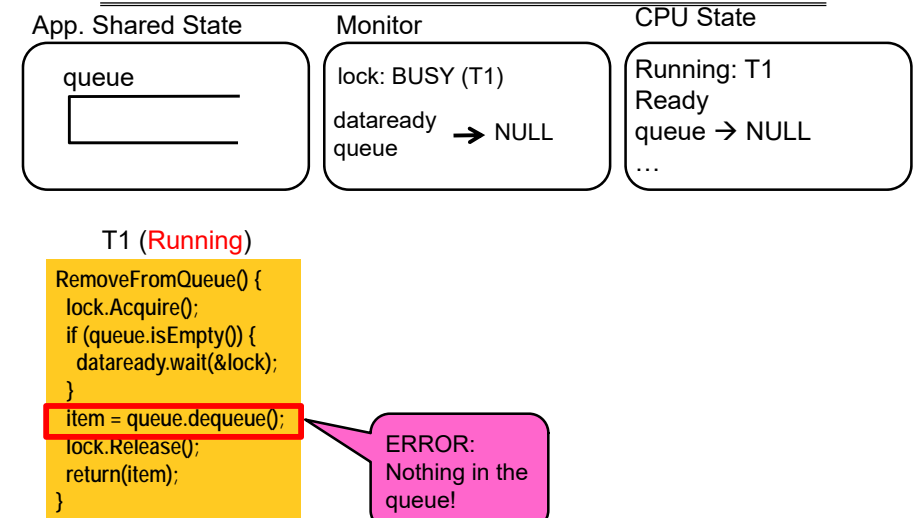 App. Shared State
Monitor
CPU State
queue
lock: BUSY (T1)
dataready
queue
→ NULL
Running: T1
Ready
queue → NULL
…
T1 (Running)
RemoveFromQueue() {
lock.Acquire();
if (queue.isEmpty()) {
dataready.wait(&lock);
}
item = queue.dequeue();
lock.Release();
return(item);
}
ERROR:
Nothing in the
queue!